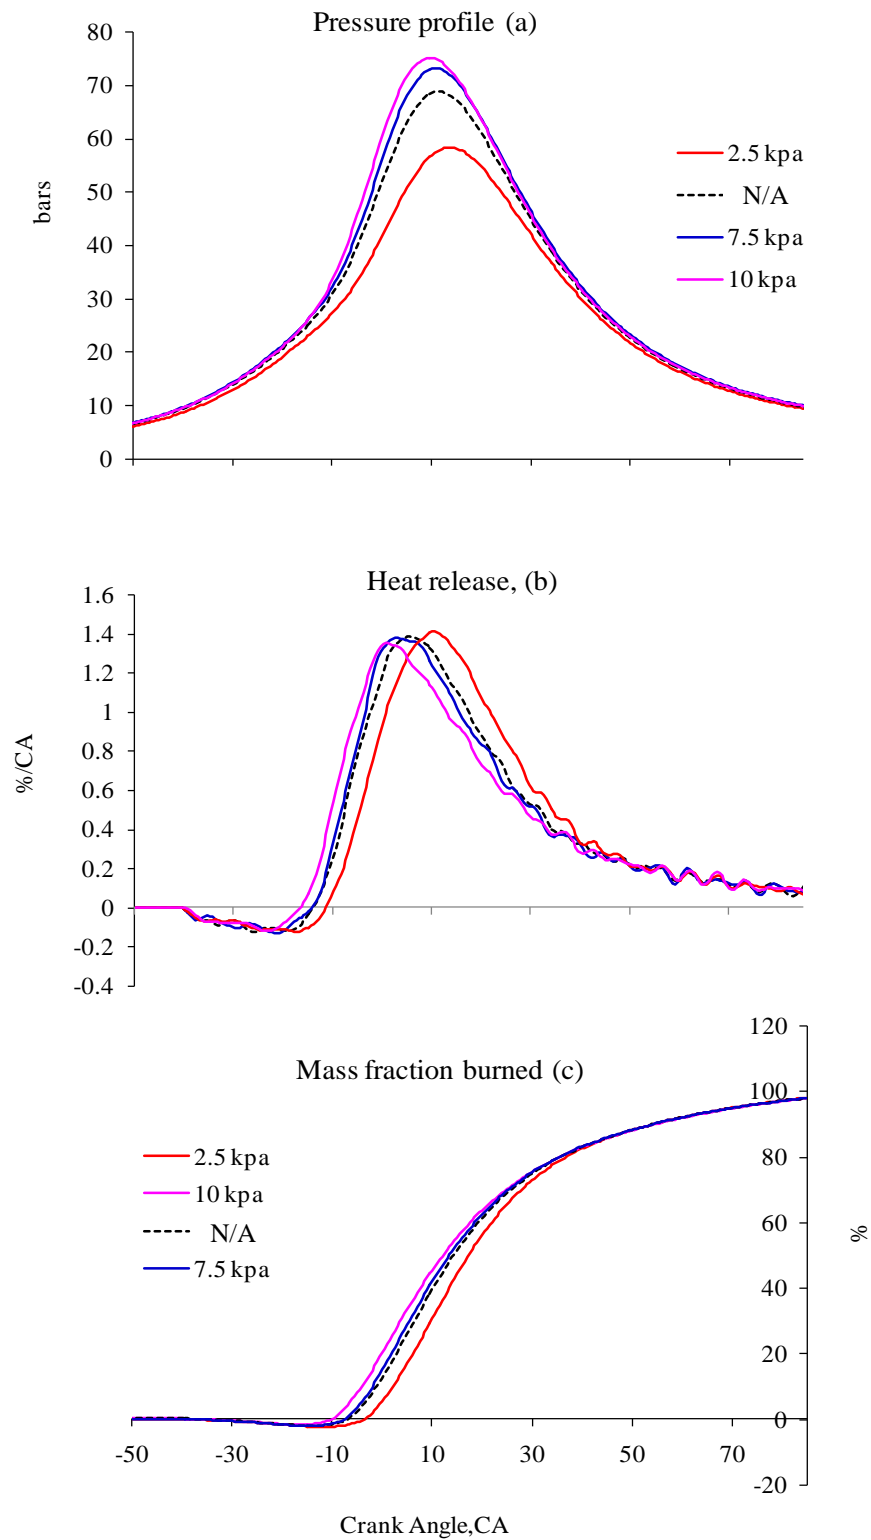 Pressure profile (a)
80
70
60
50
40
30
20
10
0
bars
2.5 kpa
N/A
7.5 kpa
10 kpa
Heat release, (b)
1.6
1.4
1.2
1
0.8
0.6
0.4
0.2
0
-0.2
-0.4
%/CA
Mass fraction burned (c)
120
100
80
60
40
20
0
-20
%
2.5 kpa
10 kpa
N/A
7.5 kpa
-50 -30 -10 10 30 50 70
Crank Angle,CA